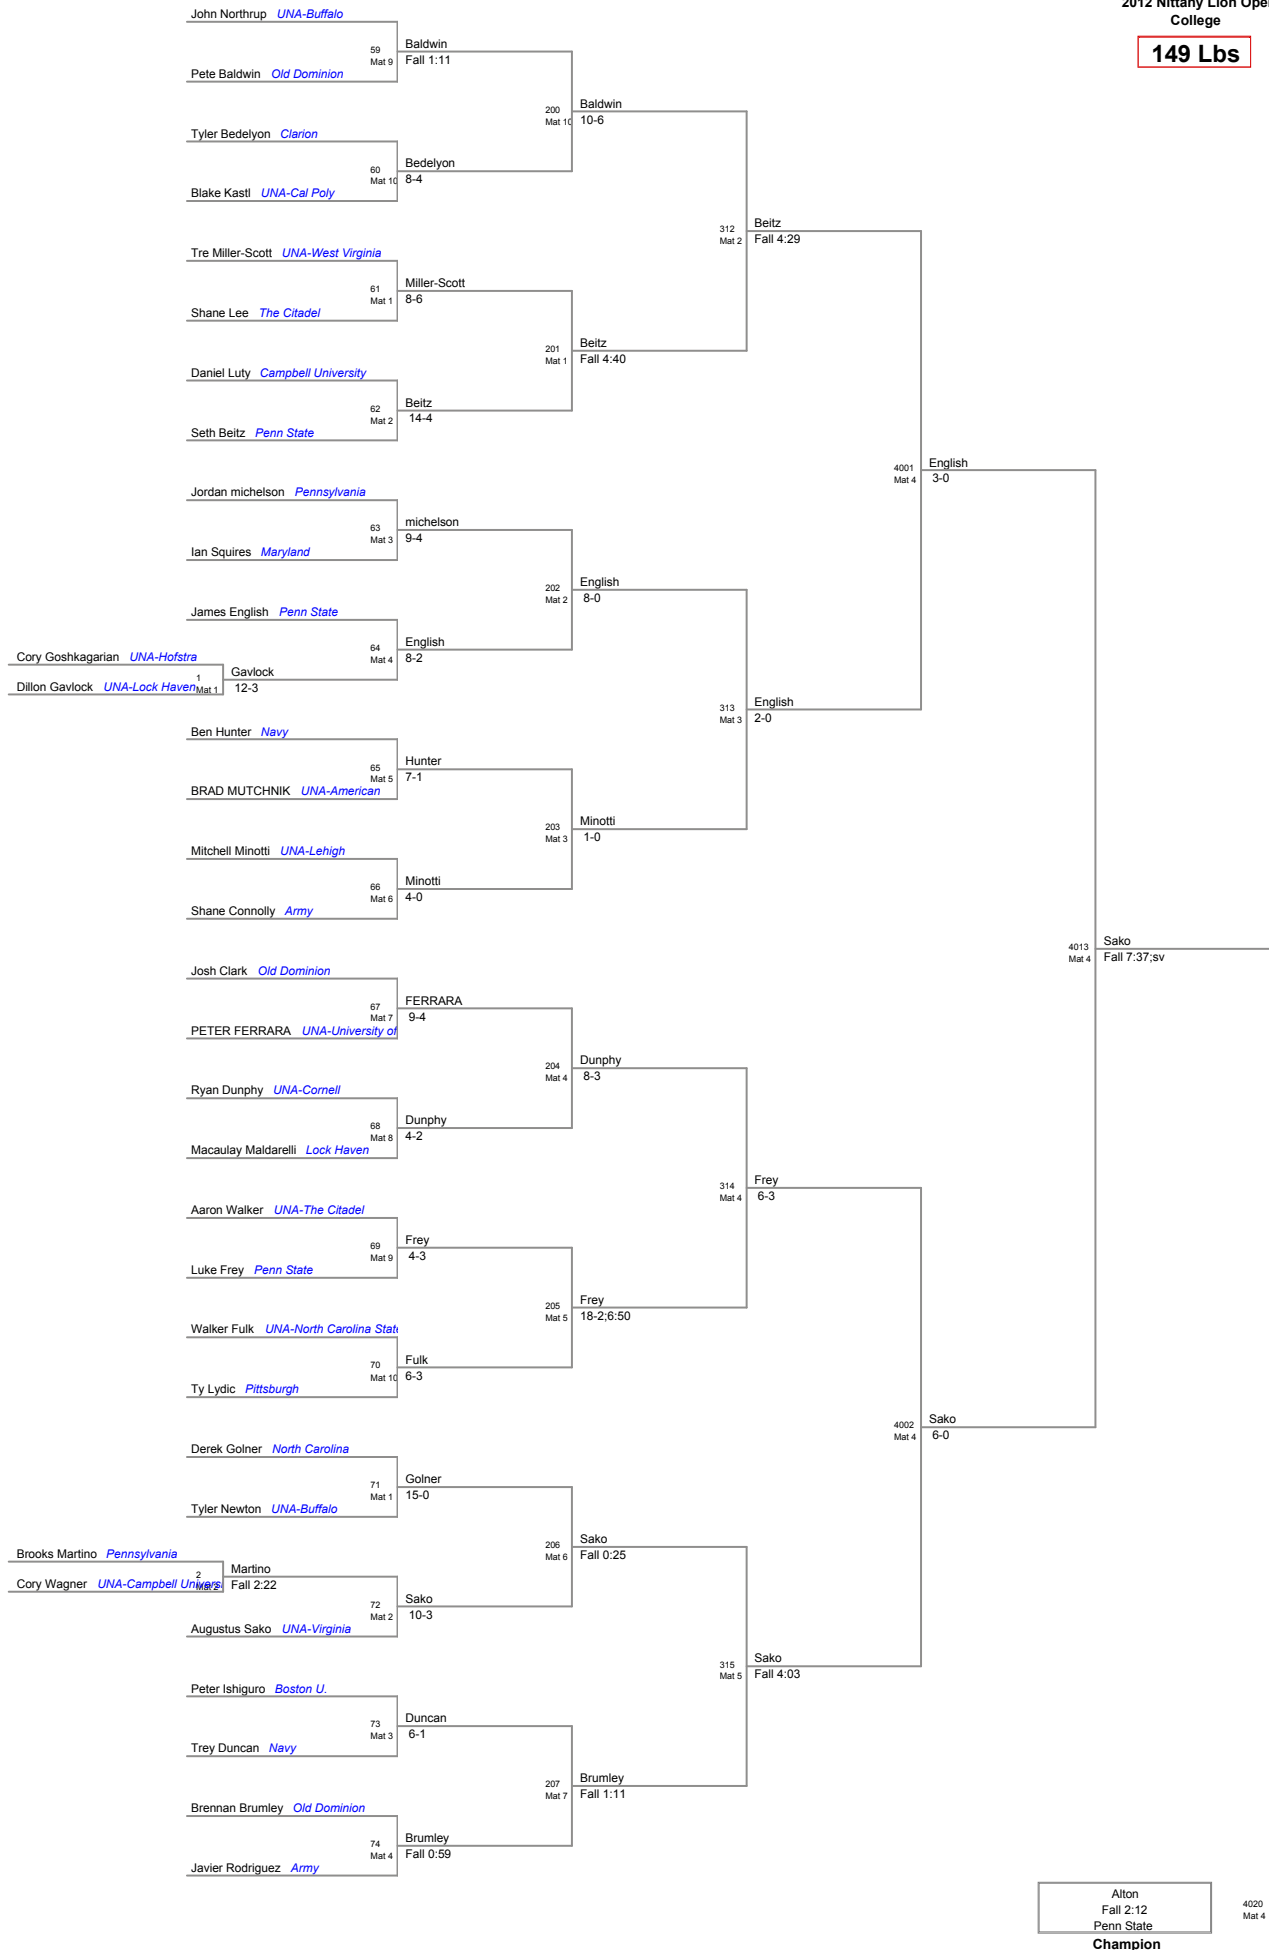 2012 Nittany Lion Ope
College
149 Lbs
John Northrup UNA-Buffalo
59 Baldwin
Mat 9 Fall 1:11
Pete Baldwin Old Dominion
200 Baldwin
Mat 10 10-6
Tyler Bedelyon Clarion
60 Bedelyon
Mat 10 8-4
Blake Kastl UNA-Cal Poly
312 Beitz
Mat 2 Fall 4:29
Tre Miller-Scott UNA-West Virginia
61 Miller-Scott
Mat 1 8-6
Shane Lee The Citadel
201 Beitz
Mat 1 Fall 4:40
Daniel Luty Campbell University
62 Beitz
Mat 2 14-4
Seth Beitz Penn State
4001 English
Mat 4 3-0
Jordan michelson Pennsylvania
63 michelson
Mat 3 9-4
Ian Squires Maryland
202 English
Mat 2 8-0
James English Penn State
64 English
Mat 4 8-2
Cory Goshkagarian UNA-Hofstra
1 Gavlock
Mat 1 12-3
Dillon Gavlock UNA-Lock Haven
313 English
Mat 3 2-0
Ben Hunter Navy
65 Hunter
Mat 5 7-1
BRAD MUTCHNIK UNA-American
203 Minotti
Mat 3 1-0
Mitchell Minotti UNA-Lehigh
66 Minotti
Mat 6 4-0
Shane Connolly Army
4013 Sako
Mat 4 Fall 7:37;sv
Josh Clark Old Dominion
67 FERRARA
Mat 7 9-4
PETER FERRARA UNA-University of
204 Dunphy
Mat 4 8-3
Ryan Dunphy UNA-Cornell
68 Dunphy
Mat 8 4-2
Macaulay Maldarelli Lock Haven
314 Frey
Mat 4 6-3
Aaron Walker UNA-The Citadel
69 Frey
Mat 9 4-3
Luke Frey Penn State
205 Frey
Mat 5 18-2;6:50
Walker Fulk UNA-North Carolina State
70 Fulk
Mat 10 6-3
Ty Lydic Pittsburgh
4002 Sako
Mat 4 6-0
Derek Golner North Carolina
71 Golner
Mat 1 15-0
Tyler Newton UNA-Buffalo
206 Sako
Mat 6 Fall 0:25
Brooks Martino Pennsylvania
2 Martino
Mat 2 Fall 2:22
Cory Wagner UNA-Campbell Univers
72 Sako
Mat 2 10-3
Augustus Sako UNA-Virginia
315 Sako
Mat 5 Fall 4:03
Peter Ishiguro Boston U.
73 Duncan
Mat 3 6-1
Trey Duncan Navy
207 Brumley
Mat 7 Fall 1:11
Brennan Brumley Old Dominion
74 Brumley
Mat 4 Fall 0:59
Javier Rodriguez Army
Alton
Fall 2:12
Penn State
Champion
4020
Mat 4